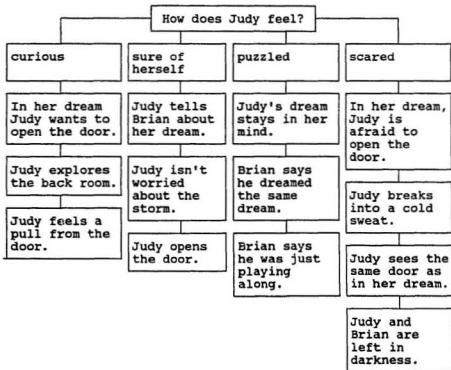 How does Judy feel?
curious
sure of
herself
puzzled
scared
In her dream
Judy wants to
open the door.
Judy explores
the back room.
Judy feels a
pull from the
door.
Judy tells
Brian about
her dream.
Judy isn't
worried
about the
storm.
Judy opens
the door.
Judy's dream
stays in her
mind.
Brian says
he dreamed
the same
dream.
Brian says
he was just
playing
along.
In her dream,
Judy is
afraid to
open the
door.
Judy breaks
into a cold
sweat.
Judy sees the
same door as
in her dream.
Judy and
Brian are
left in
darkness.